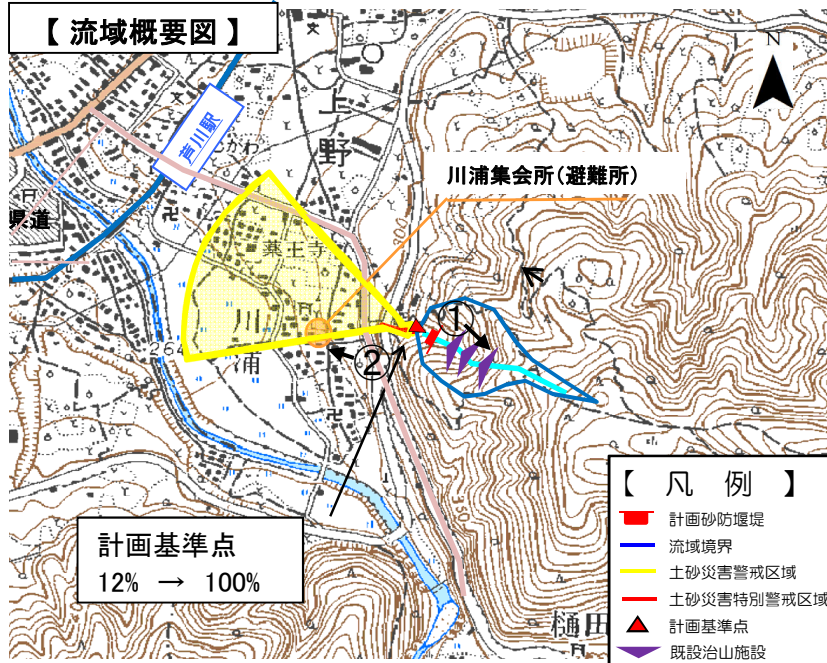 【 流域概要図 】
N
上野
芦川駅
かわ
川浦集会所(避難所)
県道
薬王寺
川浦
264
①
②
計画基準点
12% → 100%
樋田
【 凡 例 】
計画砂防堰堤
流域境界
土砂災害警戒区域
土砂災害特別警戒区域
計画基準点
既設治山施設